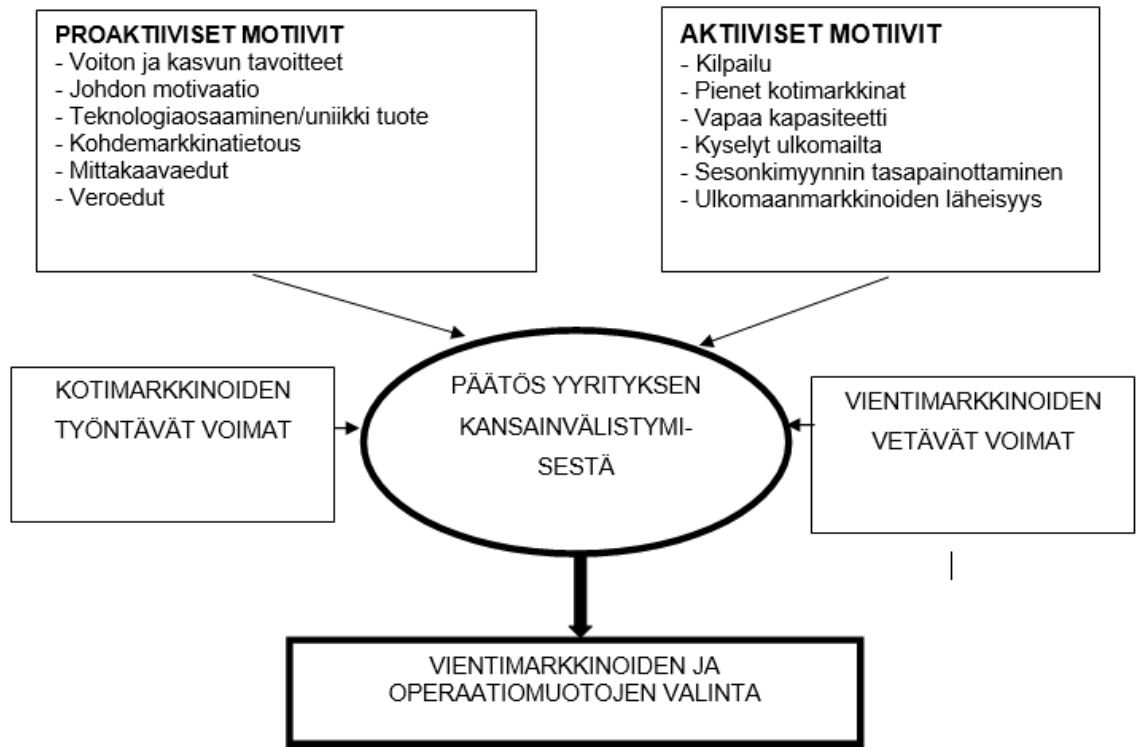 PROAKTIIVISET MOTIIVIT
- Voiton ja kasvun tavoitteet
- Johdon motivaatio
- Teknologiaosaaminen/uniikki tuote
- Kohdemarkkinatietous
- Mittakaavaedut
- Veroedut
AKTIIVISET MOTIIVIT
- Kilpailu
- Pienet kotimarkkinat
- Vapaa kapasiteetti
- Kyselyt ulkomailta
- Sesonkimyynnin tasapainottaminen
- Ulkomaanmarkkinoiden läheisyys
KOTIMARKKINOIDEN
TYÖNTÄVÄT VOIMAT
PÄÄTÖS YYRITYKSEN
KANSAINVÄLISTYMI-
SESTÄ
VIENTIMARKKINOIDEN
VETÄVÄT VOIMAT
VIENTIMARKKINOIDEN JA
OPERAATIOMUOTOJEN VALINTA